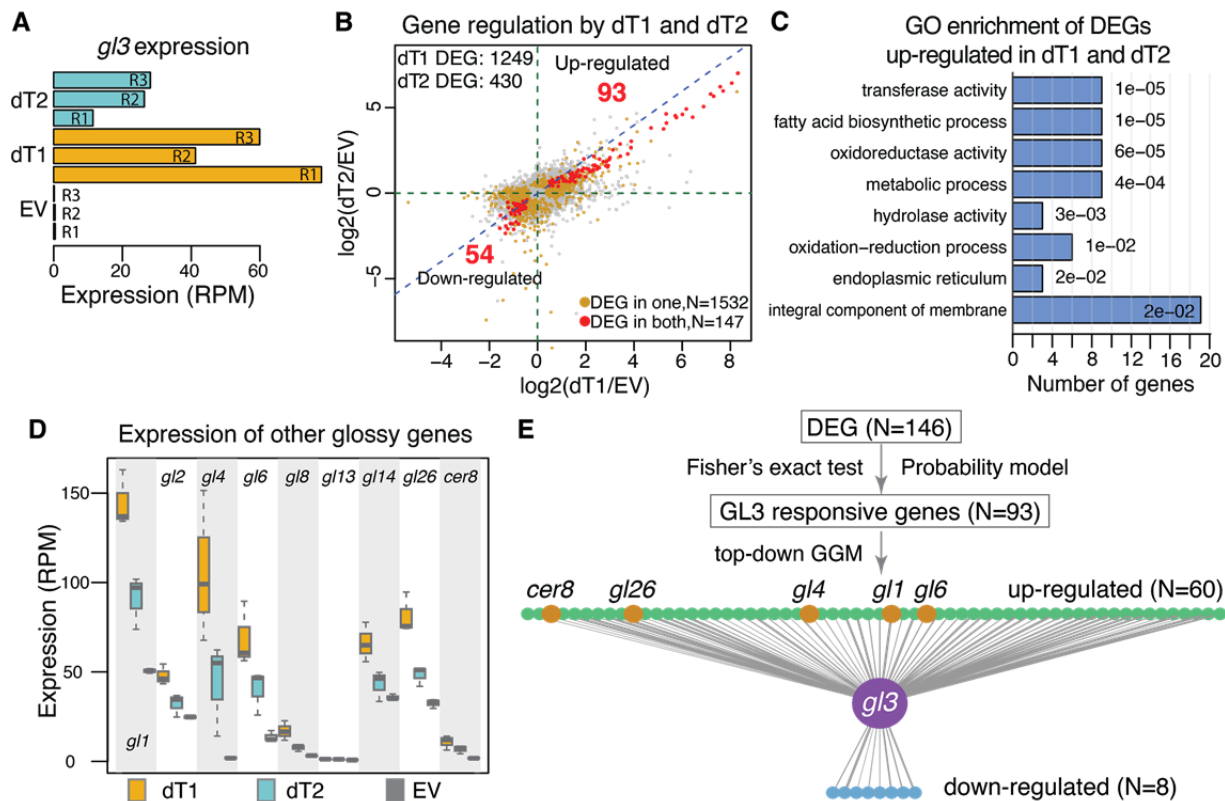 A
gl3 expression
dT2
R3
R2
R1
dT1
R3
R2
R1
EV
R3
R2
R1
0 20 40 60
Expression (RPM)
B
Gene regulation by dT1 and dT2
dT1 DEG: 1249
dT2 DEG: 430
Up-regulated
93
54
Down-regulated
DEG in one,N=1532
DEG in both,N=147
5
0
−5
log2(dT2/EV)
−4 −2 0 2 4 6 8
log2(dT1/EV)
C
GO enrichment of DEGs
up-regulated in dT1 and dT2
transferase activity 1e−05
fatty acid biosynthetic process 1e−05
oxidoreductase activity 6e−05
metabolic process 4e−04
hydrolase activity 3e−03
oxidation−reduction process 1e−02
endoplasmic reticulum 2e−02
integral component of membrane 2e−02
0 4 8 12 16 20
Number of genes
D
Expression of other glossy genes
gl2 gl4 gl6 gl8 gl13 gl14 gl26 cer8
gl1
150
100
50
0
Expression (RPM)
dT1 dT2 EV
E
DEG (N=146)
Fisher's exact test Probability model
GL3 responsive genes (N=93)
top-down GGM
cer8 gl26 gl4 gl1 gl6 up-regulated (N=60)
gl3
down-regulated (N=8)